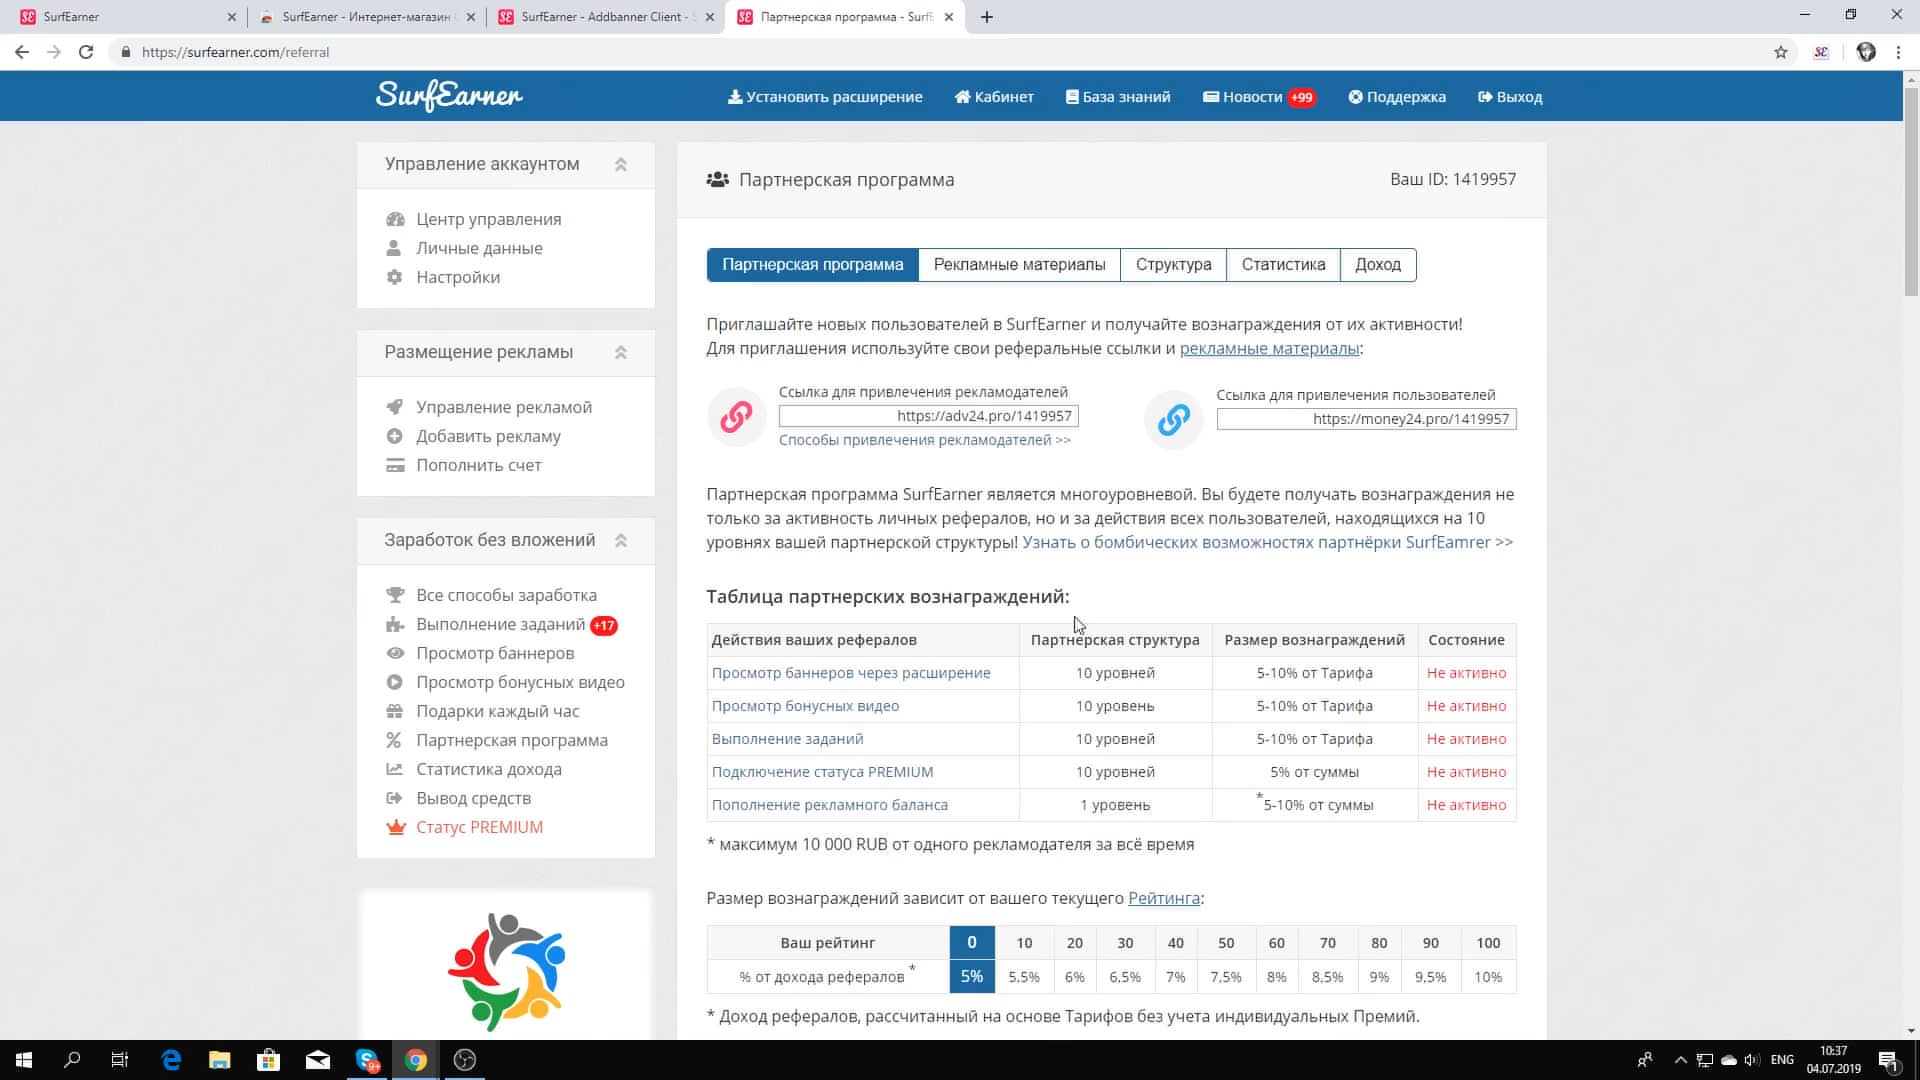 SurfEarner
SurfEarner - Интернет-магазин
SurfEarner - Addbanner Client -
Партнерская программа - Surf
https://surfearner.com/referral
SurfEarner
Установить расширение
Кабинет
База знаний
Новости +99
Поддержка
Выход
Управление аккаунтом
Центр управления
Личные данные
Настройки
Размещение рекламы
Управление рекламой
Добавить рекламу
Пополнить счет
Заработок без вложений
Все способы заработка
Выполнение заданий +17
Просмотр баннеров
Просмотр бонусных видео
Подарки каждый час
Партнерская программа
Статистика дохода
Вывод средств
Статус PREMIUM
Партнерская программа
Ваш ID: 1419957
Партнерская программа Рекламные материалы Структура Статистика Доход
Приглашайте новых пользователей в SurfEarner и получайте вознаграждения от их активности!
Для приглашения используйте свои реферальные ссылки и рекламные материалы:
Ссылка для привлечения рекламодателей
https://adv24.pro/1419957
Способы привлечения рекламодателей >>
Ссылка для привлечения пользователей
https://money24.pro/1419957
Партнерская программа SurfEarner является многоуровневой. Вы будете получать вознаграждения не
только за активность личных рефералов, но и за действия всех пользователей, находящихся на 10
уровнях вашей партнерской структуры! Узнать о бомбических возможностях партнёрки SurfEamrer >>
Таблица партнерских вознаграждений:
Действия ваших рефералов Партнерская структура Размер вознаграждений Состояние
Просмотр баннеров через расширение 10 уровней 5-10% от Тарифа Не активно
Просмотр бонусных видео 10 уровень 5-10% от Тарифа Не активно
Выполнение заданий 10 уровней 5-10% от Тарифа Не активно
Подключение статуса PREMIUM 10 уровней 5% от суммы Не активно
Пополнение рекламного баланса 1 уровень *5-10% от суммы Не активно
* максимум 10 000 RUB от одного рекламодателя за всё время
Размер вознаграждений зависит от вашего текущего Рейтинга:
Ваш рейтинг 0 10 20 30 40 50 60 70 80 90 100
% от дохода рефералов * 5% 5,5% 6% 6,5% 7% 7,5% 8% 8,5% 9% 9,5% 10%
* Доход рефералов, рассчитанный на основе Тарифов без учета индивидуальных Премий.
9+
ENG
10:37
04.07.2019
1